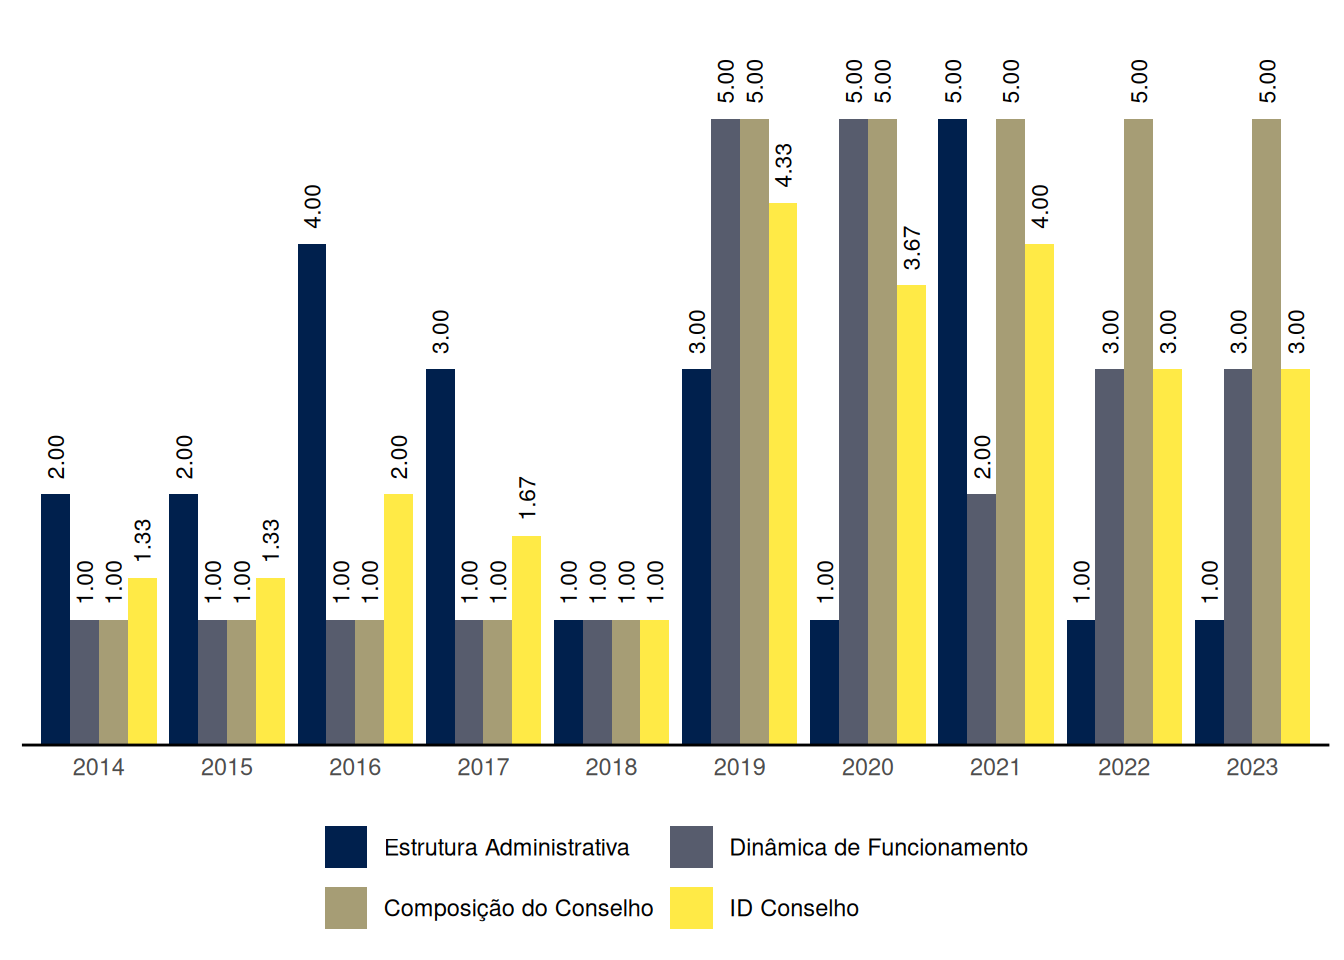 5.00 5.00 5.00 5.00 5.00 5.00 5.00 5.00
4.33
4.00 4.00
3.67
3.00 3.00 3.00 3.00 3.00 3.00
2.00 2.00 2.00 2.00
1.67
1.33 1.33
1.00 1.00 1.00 1.00 1.00 1.00 1.00 1.00 1.00 1.00 1.00 1.00 1.00 1.00 1.00
2014 2015 2016 2017 2018 2019 2020 2021 2022 2023
Estrutura Administrativa Dinâmica de Funcionamento
Composição do Conselho ID Conselho